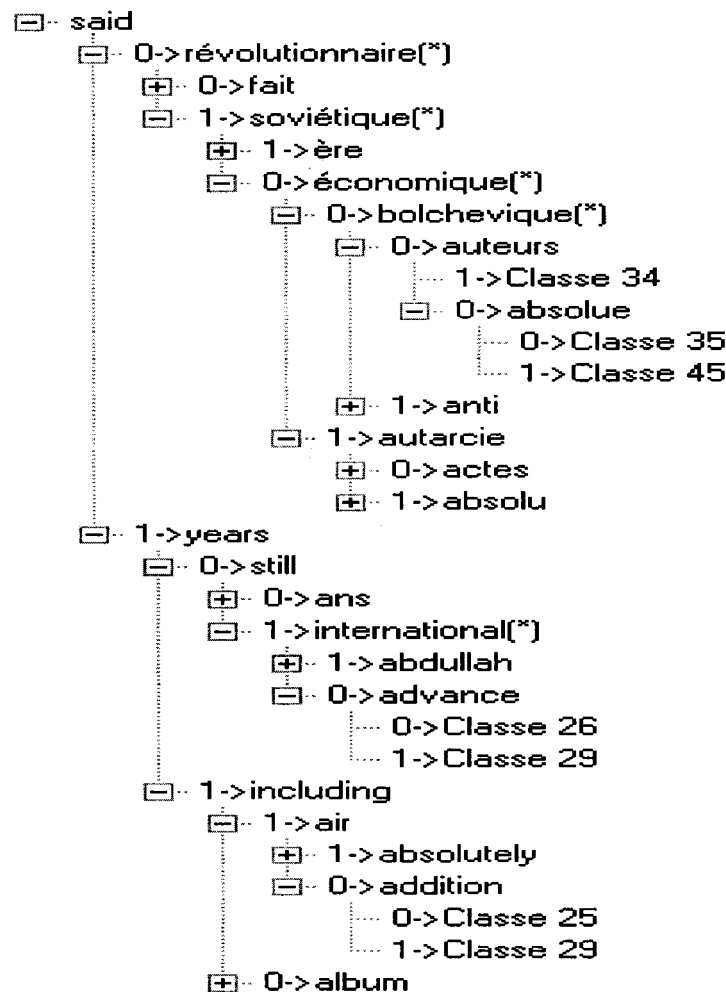 said
0->révolutionnaire(*)
0->fait
1->soviétique(*)
1->ère
0->économique(*)
0->bolchevique(*)
0->auteurs
1->Classe 34
0->absolue
0->Classe 35
1->Classe 45
1->anti
1->autarcie
0->actes
1->absolu
1->years
0->still
0->ans
1->international(*)
1->abdullah
0->advance
0->Classe 26
1->Classe 29
1->including
1->air
1->absolutely
0->addition
0->Classe 25
1->Classe 29
0->album